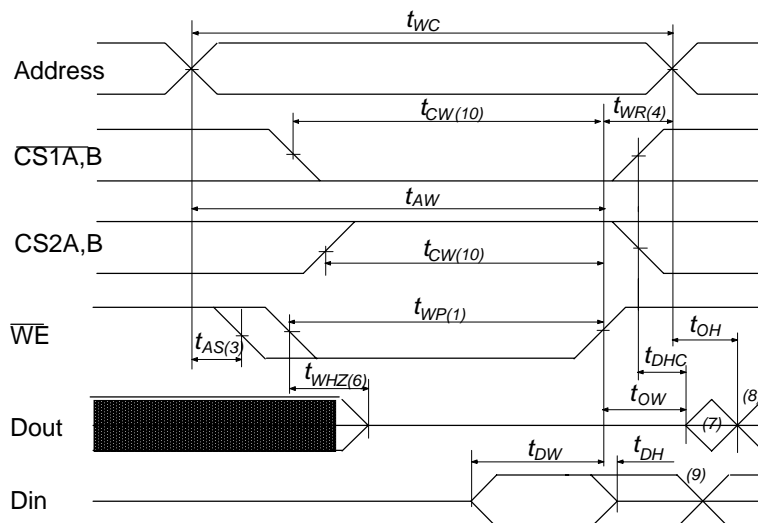 tWC
Address
tCW(10)
tWR(4)
CS1A,B
tAW
CS2A,B
tCW(10)
WE
tWP(1)
tAS(3)
tOH
tDHC
tWHZ(6)
tOW
(8)
Dout
(7)
tDW
tDH
(9)
Din